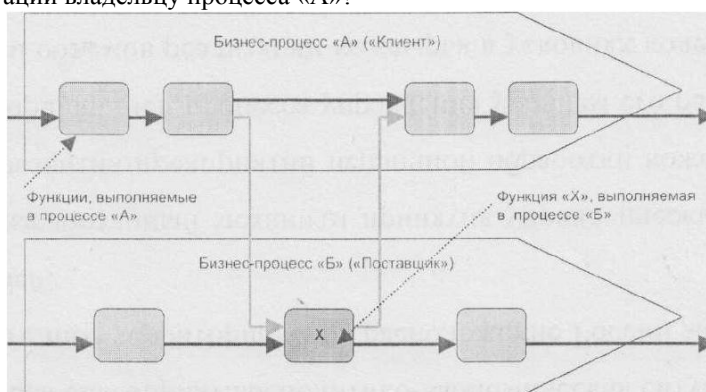 ации владельцу процесса «А»?
Бизнес-процесс «А» («Клиент»)
Функции, выполняемые
в процессе «А»
Функция «X», выполняемая
в процессе «Б»
Бизнес-процесс «Б» («Поставщик»)
X